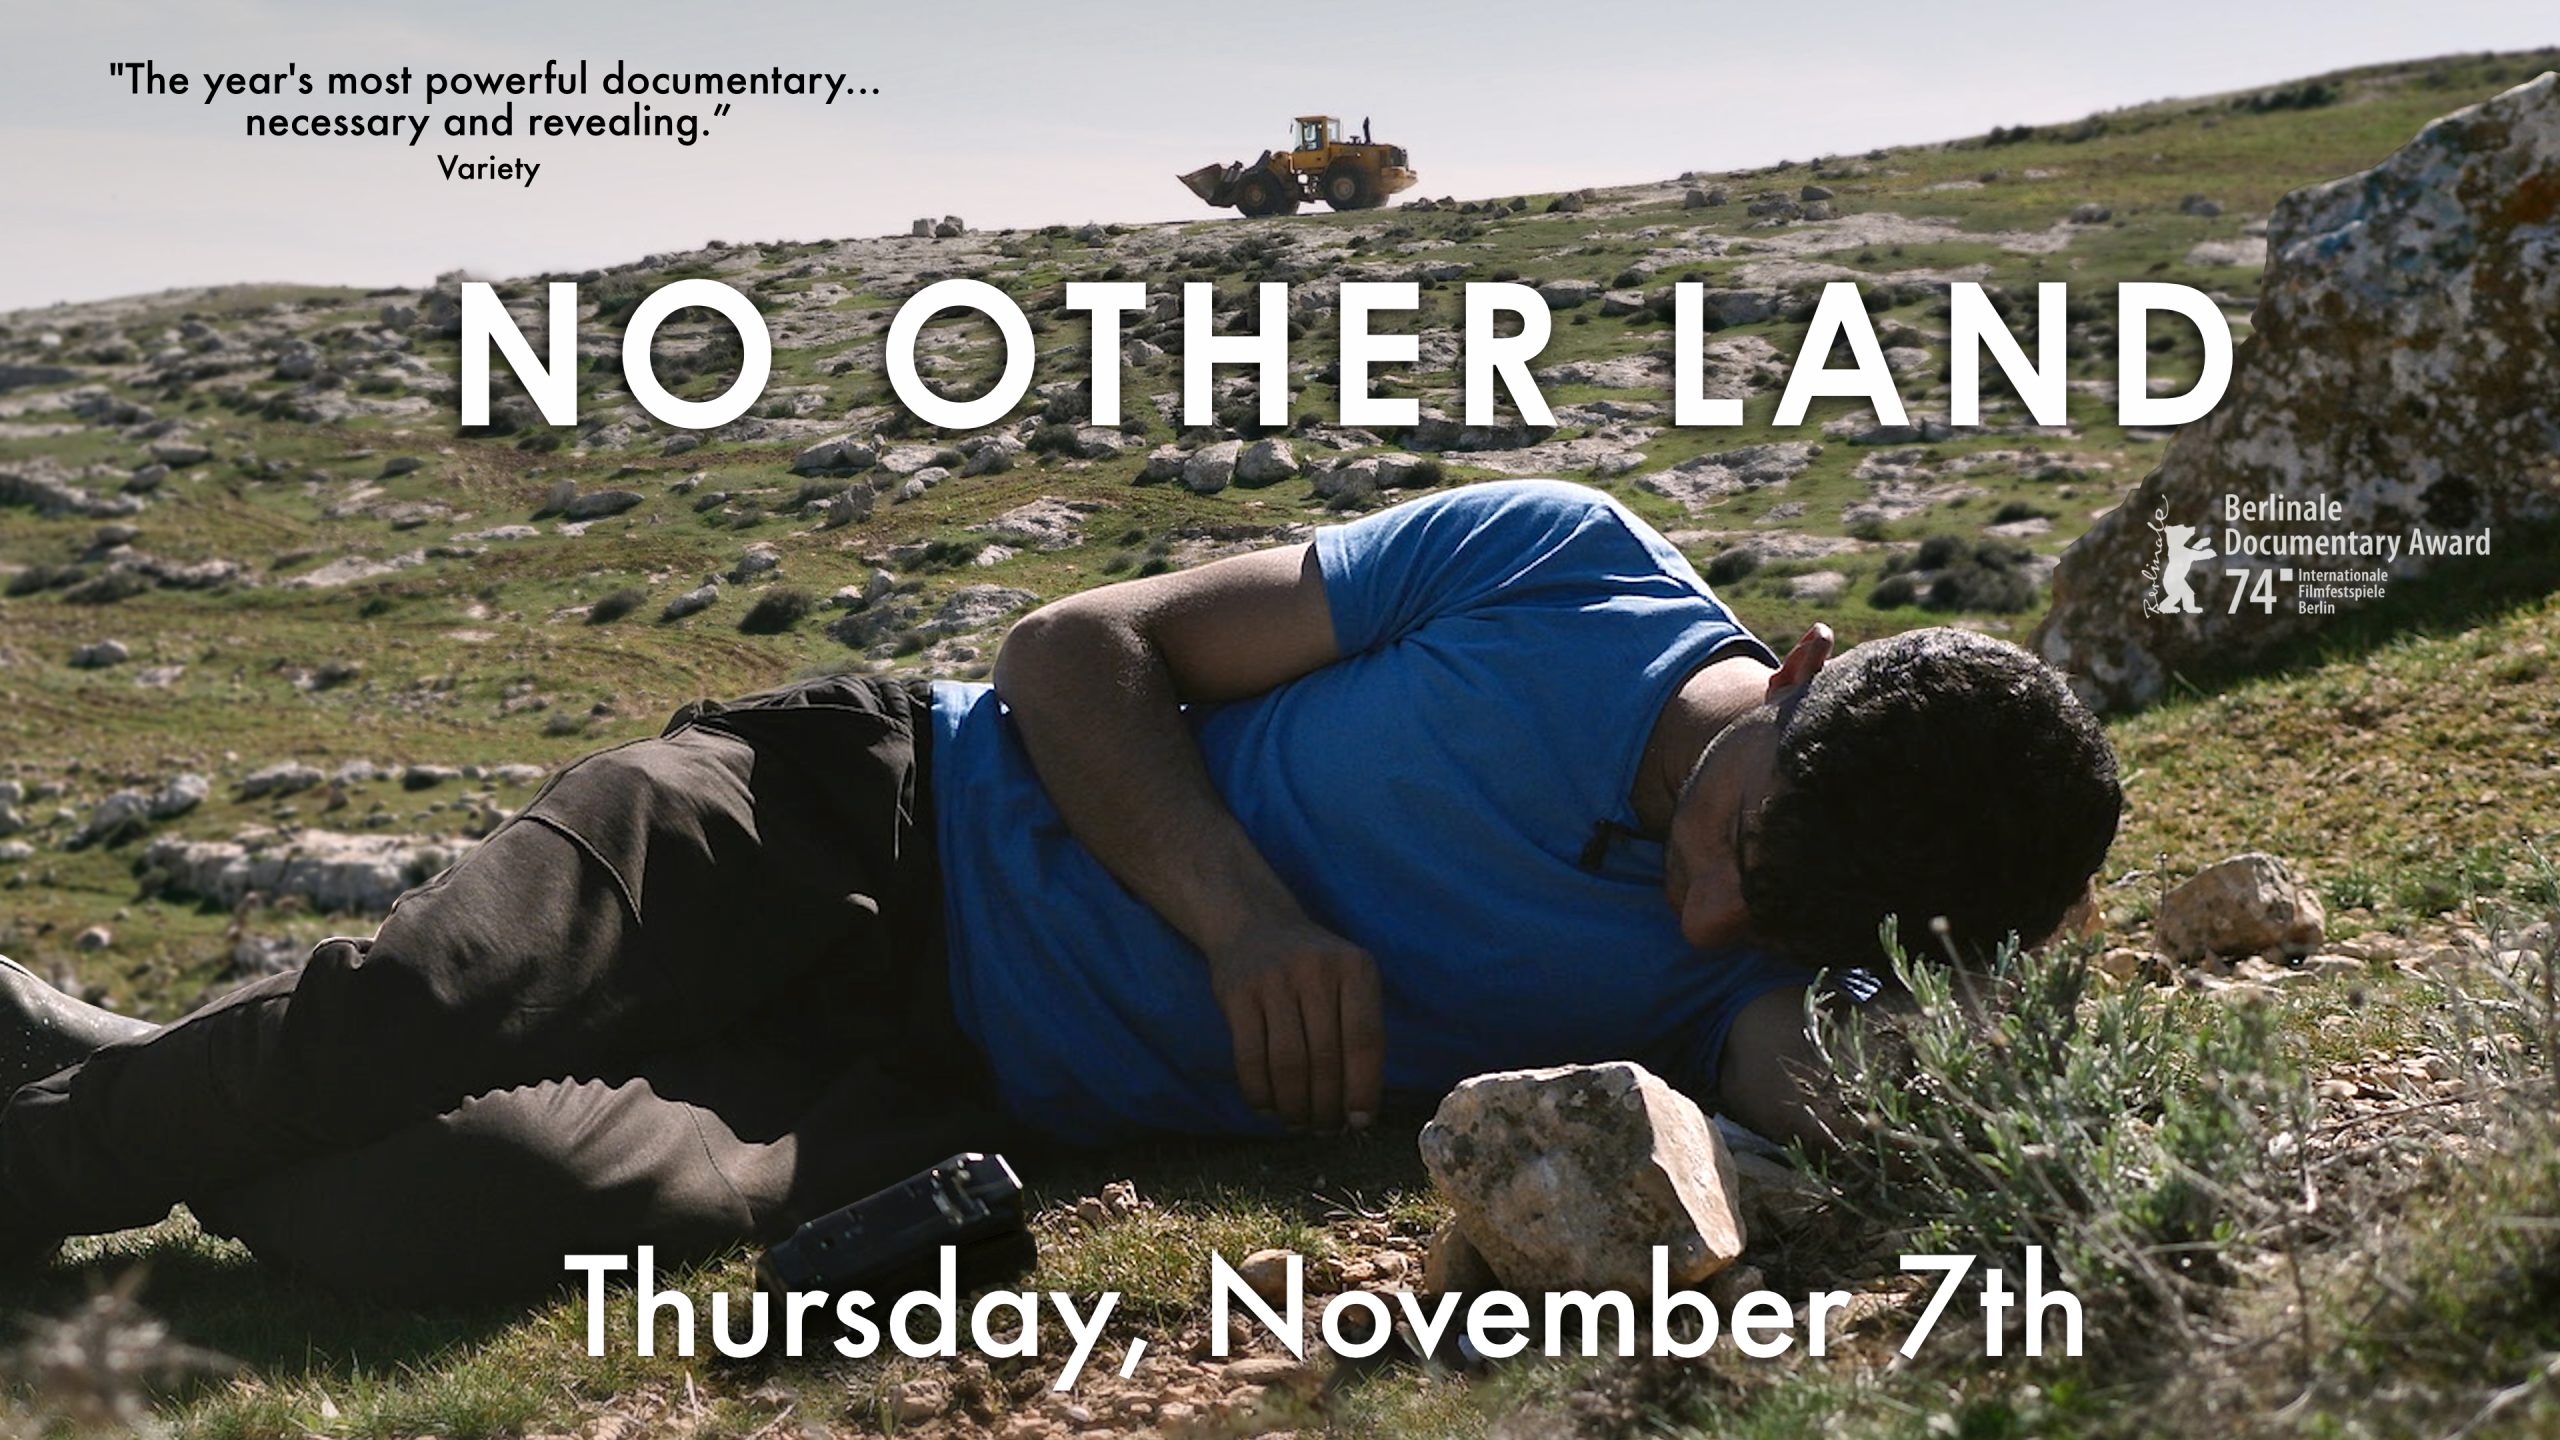 "The year's most powerful documentary...
necessary and revealing.”
Variety
NO OTHER LAND
Berlinale
Berlinale
Documentary Award
74
Internationale
Filmfestspiele
Berlin
Thursday, November 7th